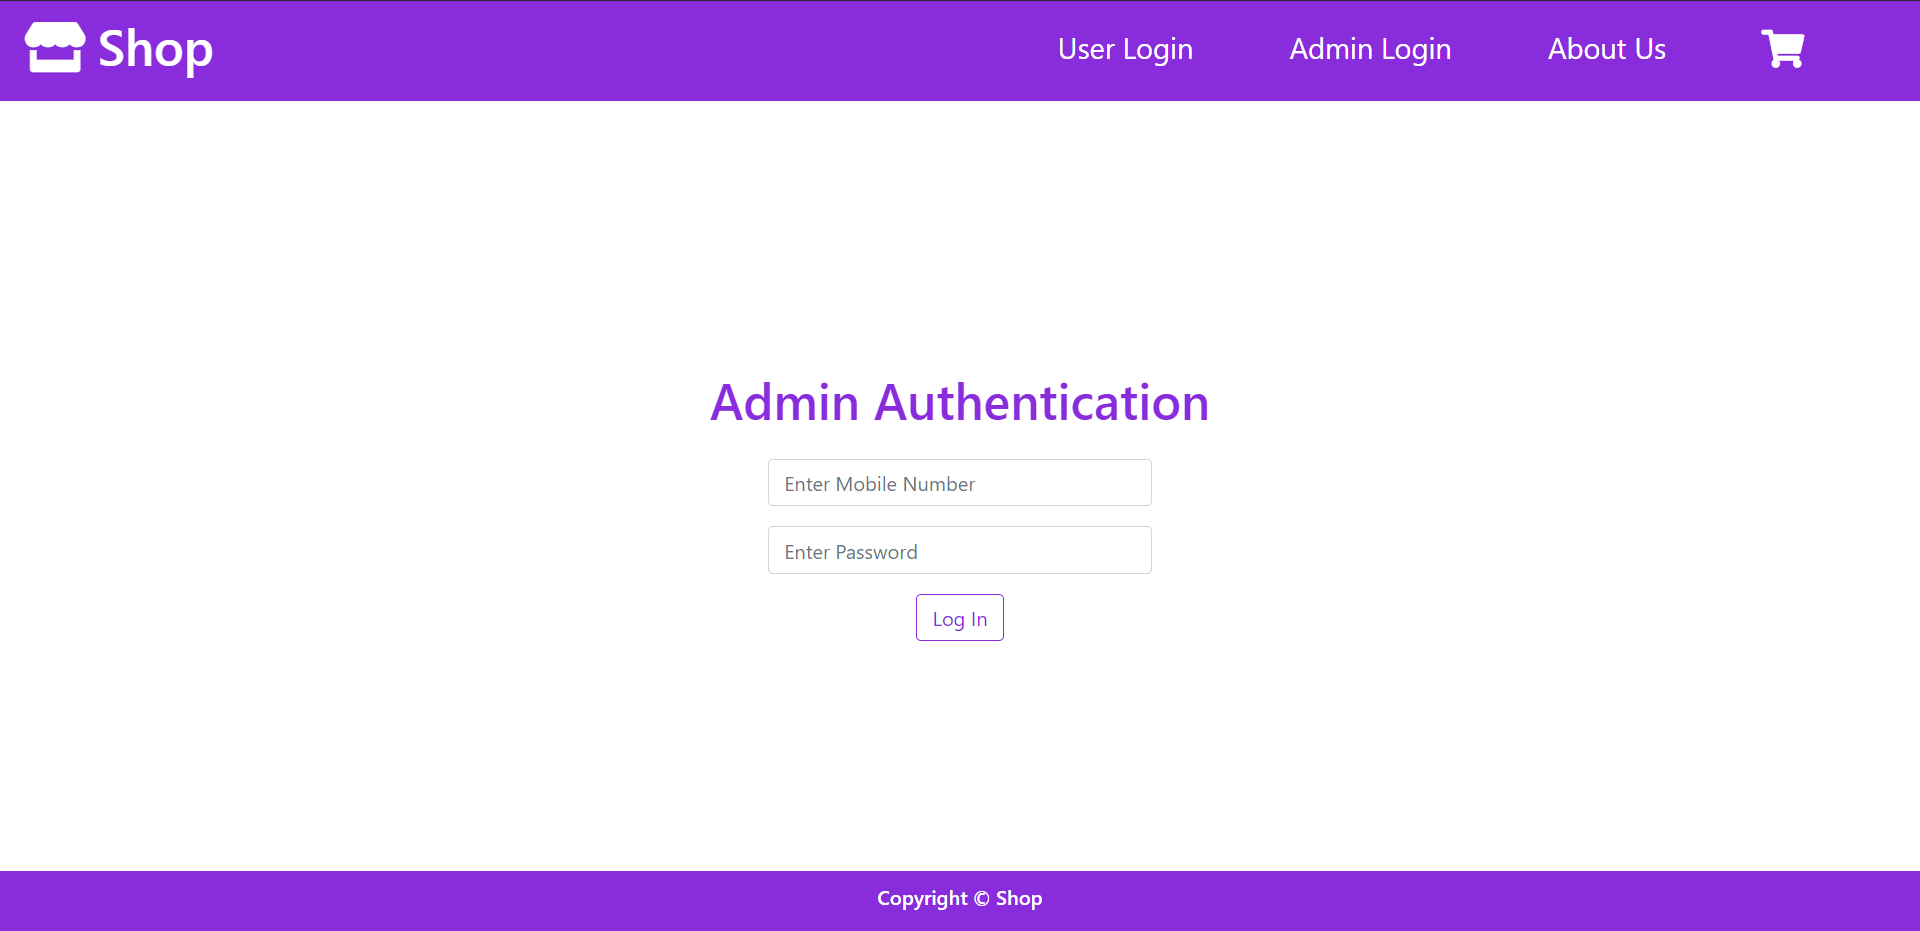 Shop
User Login
Admin Login
About Us
Admin Authentication
Enter Mobile Number
Enter Password
Log In
Copyright © Shop